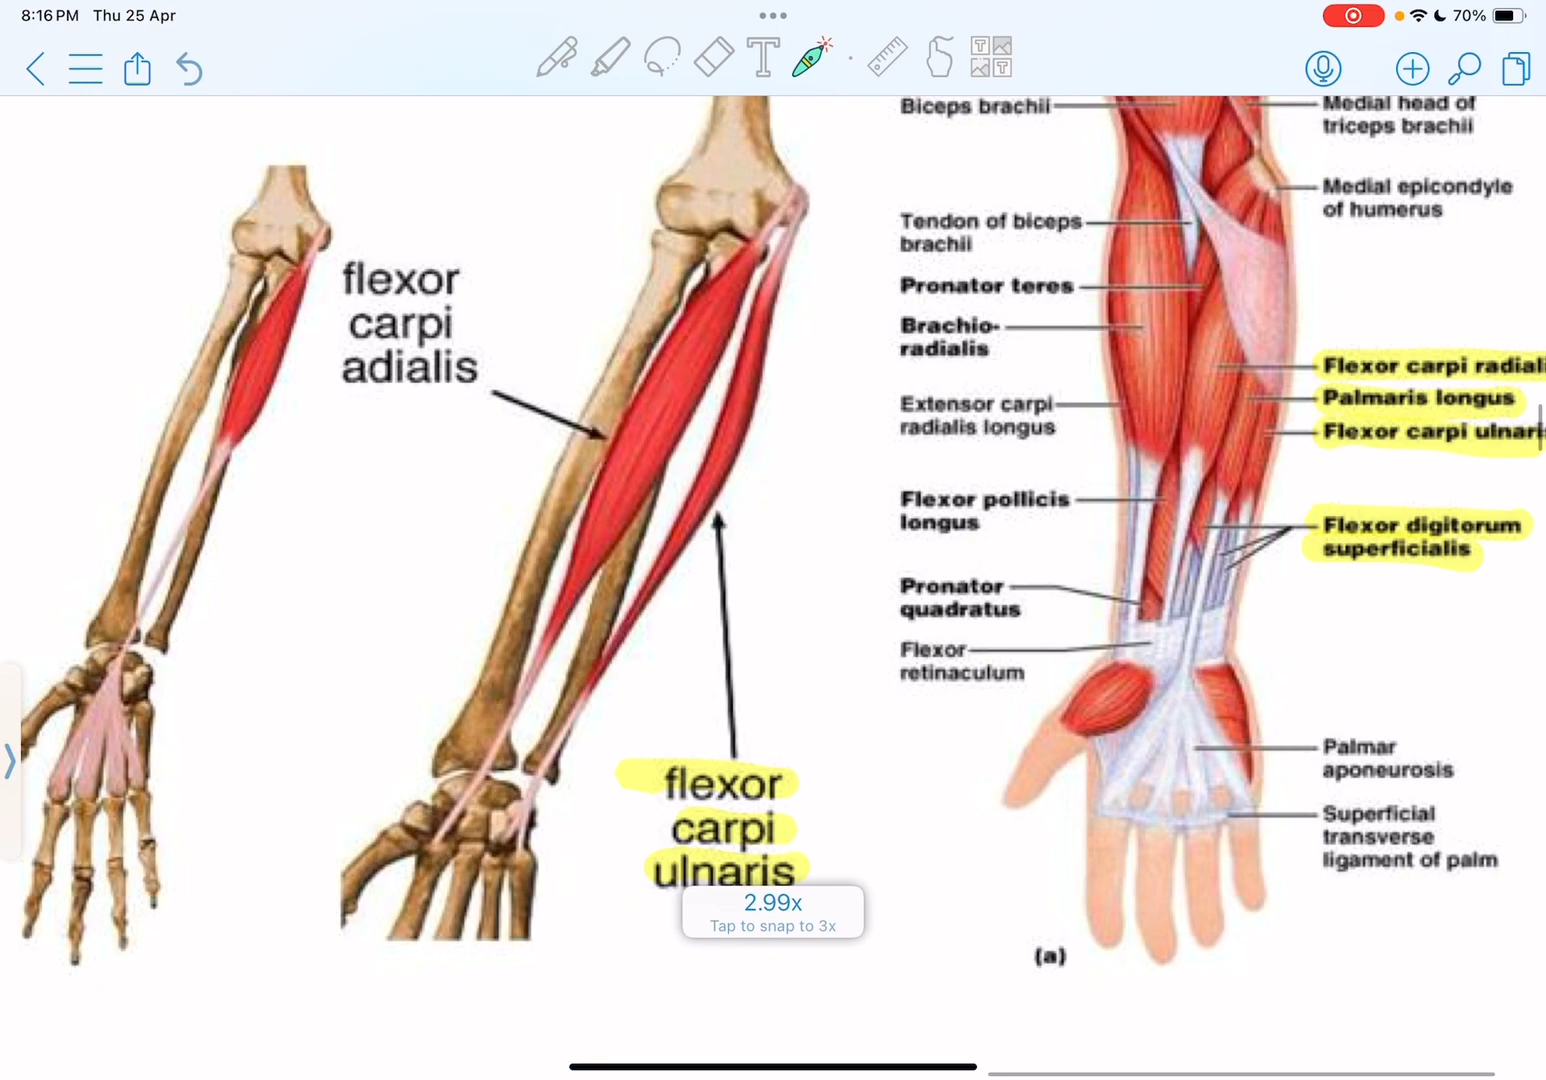 8:16 PM Thu 25 Apr
70%
flexor
carpi
adialis
flexor
carpi
ulnaris
2.99x
Tap to snap to 3x
Biceps brachii
Tendon of biceps
brachii
Pronator teres
Brachio-
radialis
Extensor carpi
radialis longus
Flexor pollicis
longus
Pronator
quadratus
Flexor
retinaculum
Medial head of
triceps brachii
Medial epicondyle
of humerus
Flexor carpi radiali
Palmaris longus
Flexor carpi ulnaris
Flexor digitorum
superficialis
Palmar
aponeurosis
Superficial
transverse
ligament of palm
(a)